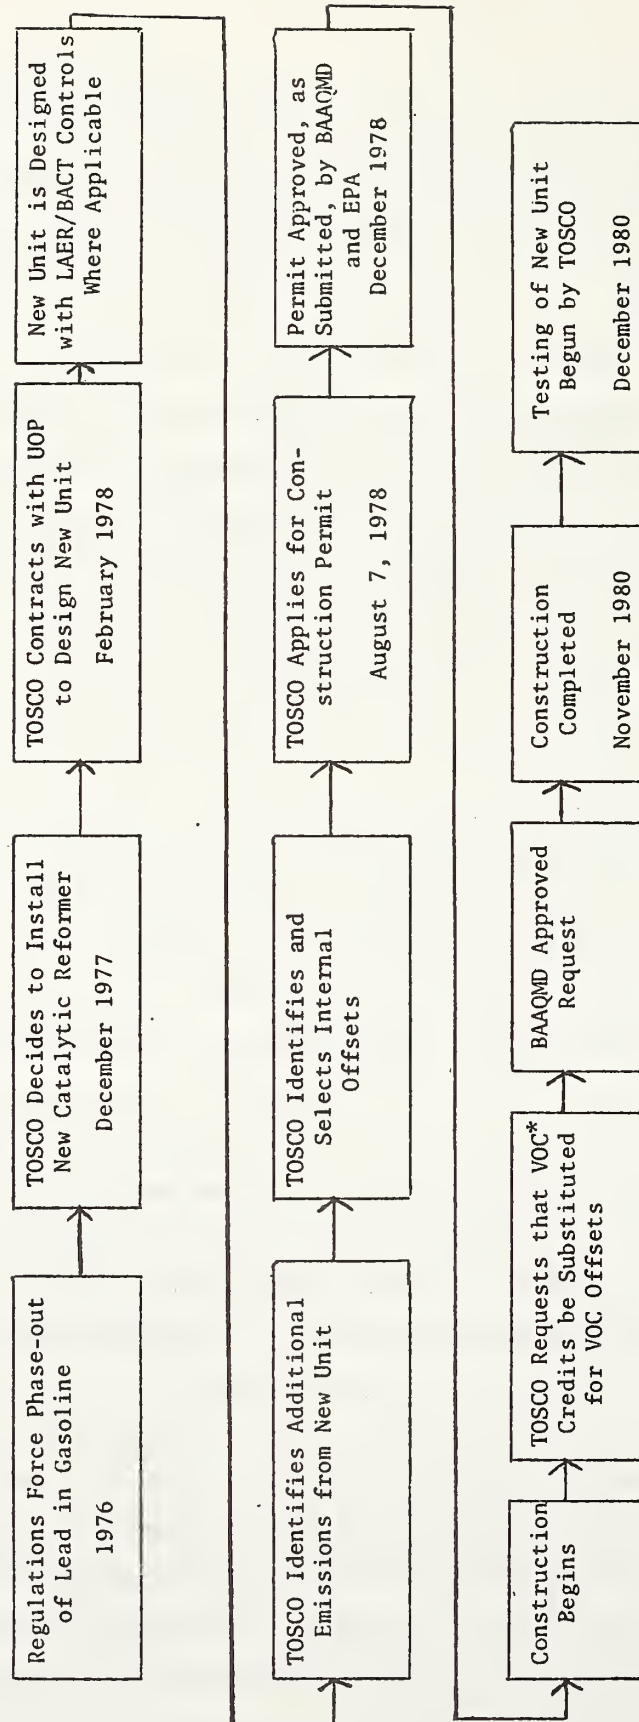 Regulations Force Phase-out
of Lead in Gasoline
1976
TOSCO Decides to Install
New Catalytic Reformer
December 1977
TOSCO Contracts with UOP
to Design New Unit
February 1978
New Unit is Designed
with LAER/BACT Controls
Where Applicable
TOSCO Identifies Additional
Emissions from New Unit
TOSCO Identifies and
Selects Internal
Offsets
TOSCO Applies for Con-
struction Permit
August 7, 1978
Permit Approved, as
Submitted, by BAAQMD
and EPA
December 1978
Construction
Begins
TOSCO Requests that VOC*
Credits be Substituted
for VOC Offsets
BAAQMD Approved
Request
Construction
Completed
November 1980
Testing of New Unit
Begun by TOSCO
December 1980